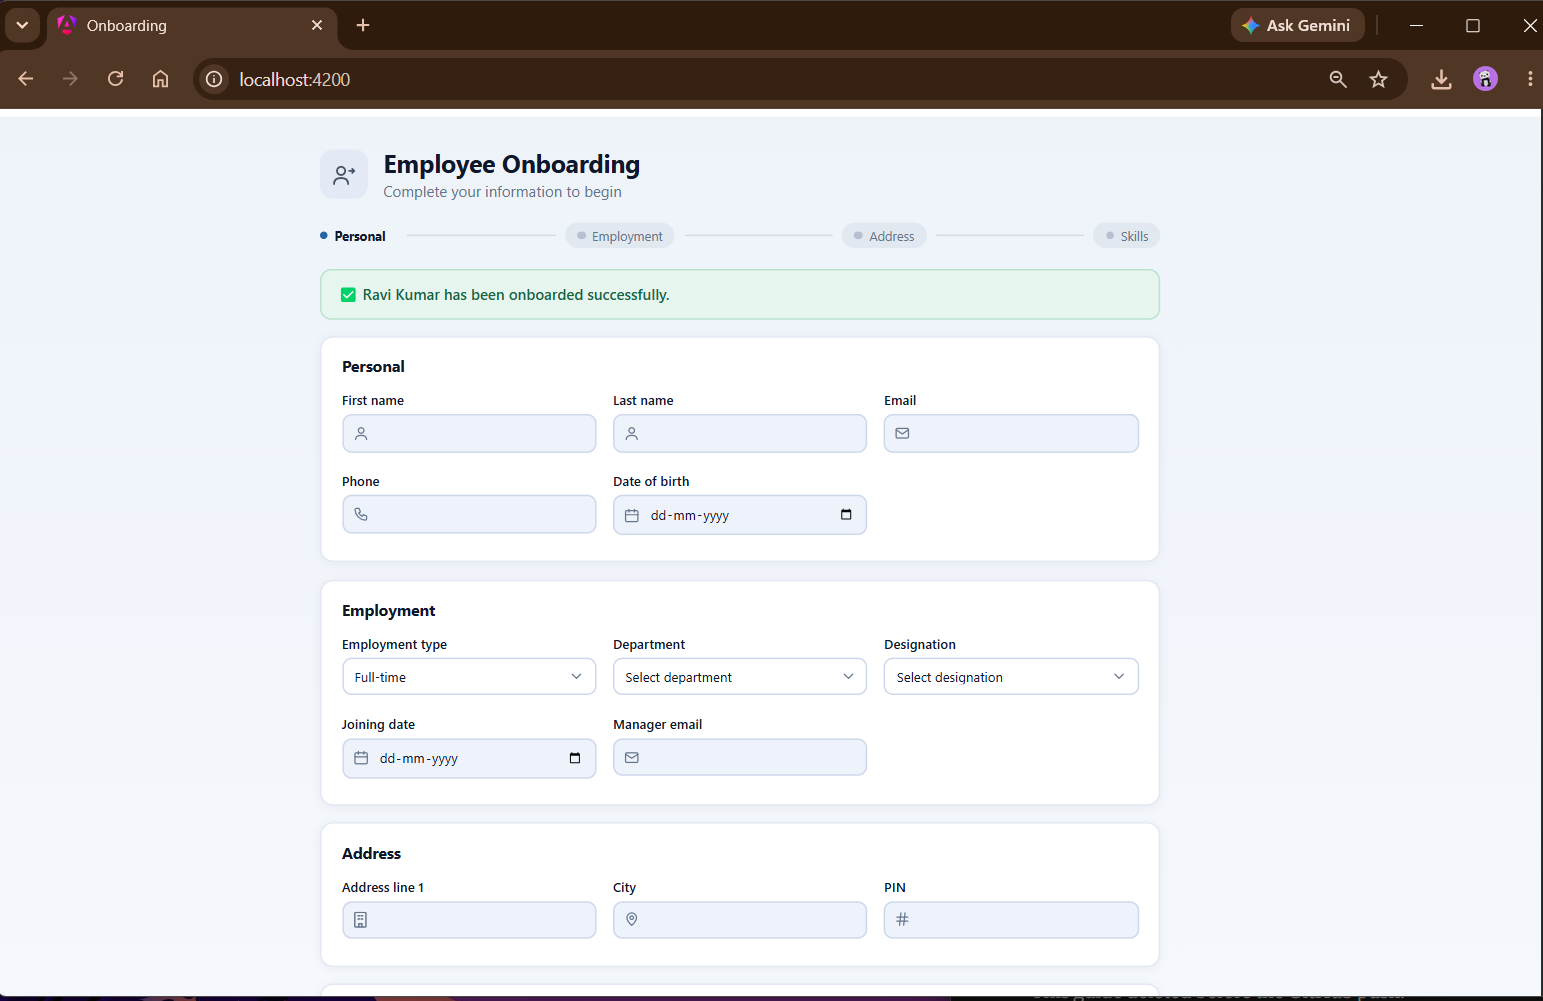 Onboarding
Ask Gemini
localhost:4200
Employee Onboarding
Complete your information to begin
Personal Employment Address Skills
Ravi Kumar has been onboarded successfully.
Personal
First name Last name Email
Phone Date of birth
dd-mm-yyyy
Employment
Employment type Department Designation
Full-time Select department Select designation
Joining date Manager email
dd-mm-yyyy
Address
Address line 1 City PIN